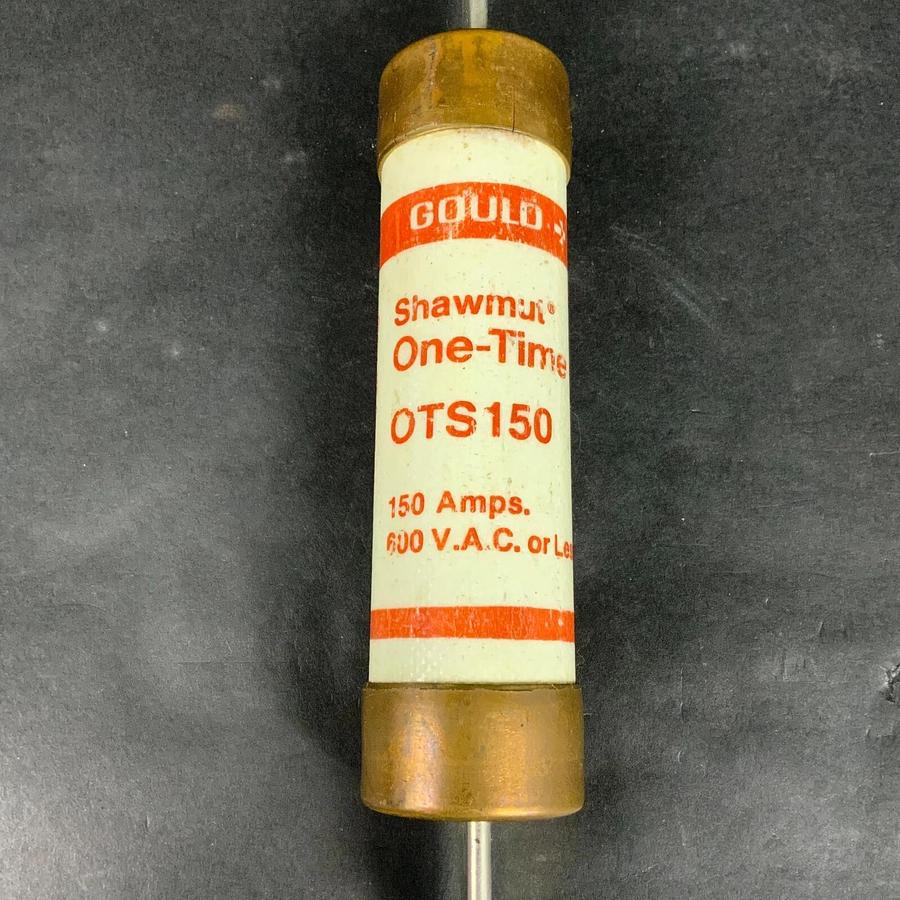 GOULD
Shawmut®
One-Time
OTS150
150 Amps.
600 V.A.C. or